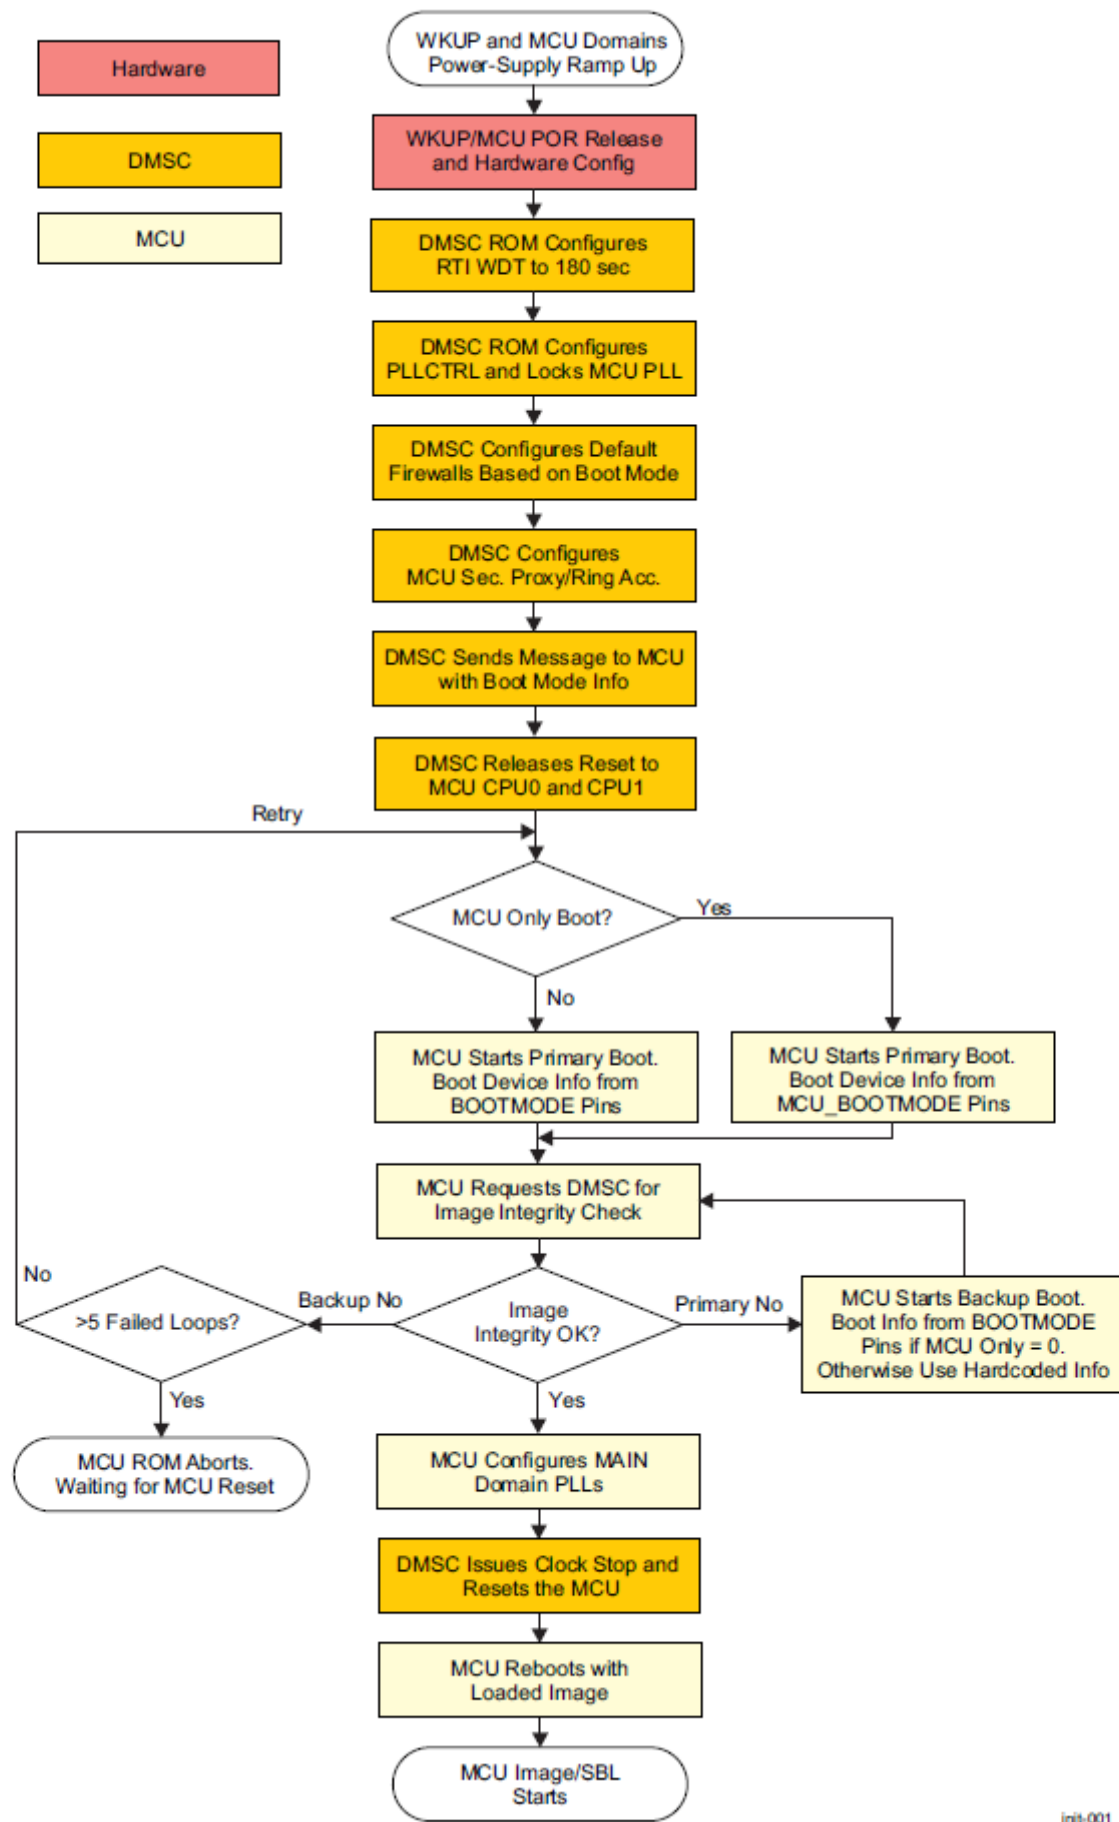 WKUP and MCU Domains
Power-Supply Ramp Up
Hardware
DMSC
MCU
WKUP/MCU POR Release
and Hardware Config
DMSC ROM Configures
RTI WDT to 180 sec
DMSC ROM Configures
PLLCTRL and Locks MCU PLL
DMSC Configures Default
Firewalls Based on Boot Mode
DMSC Configures
MCU Sec. Proxy/Ring Acc.
DMSC Sends Message to MCU
with Boot Mode Info
DMSC Releases Reset to
MCU CPU0 and CPU1
Retry
MCU Only Boot?
Yes
No
MCU Starts Primary Boot.
Boot Device Info from
BOOTMODE Pins
MCU Starts Primary Boot.
Boot Device Info from
MCU_BOOTMODE Pins
MCU Requests DMSC for
Image Integrity Check
No
>5 Failed Loops?
Backup No
Image
Integrity OK?
Primary No
MCU Starts Backup Boot.
Boot Info from BOOTMODE
Pins if MCU Only = 0.
Otherwise Use Hardcoded Info
Yes
Yes
MCU ROM Aborts.
Waiting for MCU Reset
MCU Configures MAIN
Domain PLLs
DMSC Issues Clock Stop and
Resets the MCU
MCU Reboots with
Loaded Image
MCU Image/SBL
Starts
init-001